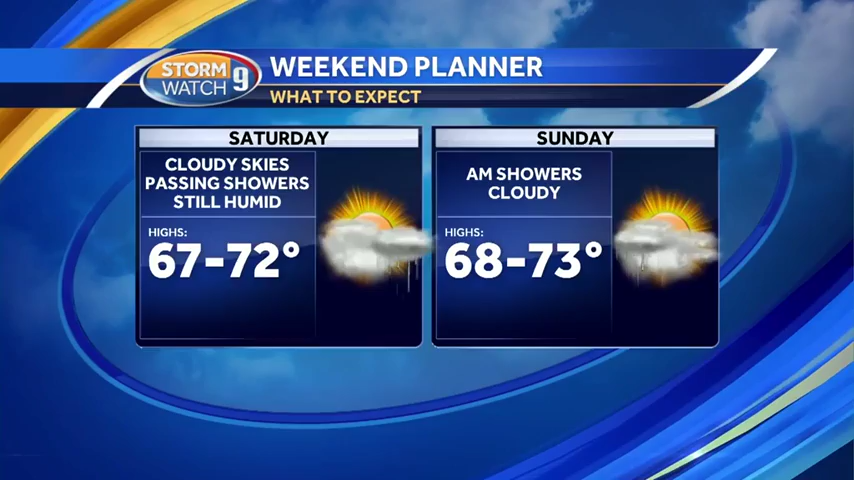 STORM
WATCH 9
WEEKEND PLANNER
WHAT TO EXPECT
SATURDAY
CLOUDY SKIES
PASSING SHOWERS
STILL HUMID
HIGHS:
67-72°
SUNDAY
AM SHOWERS
CLOUDY
HIGHS:
68-73°